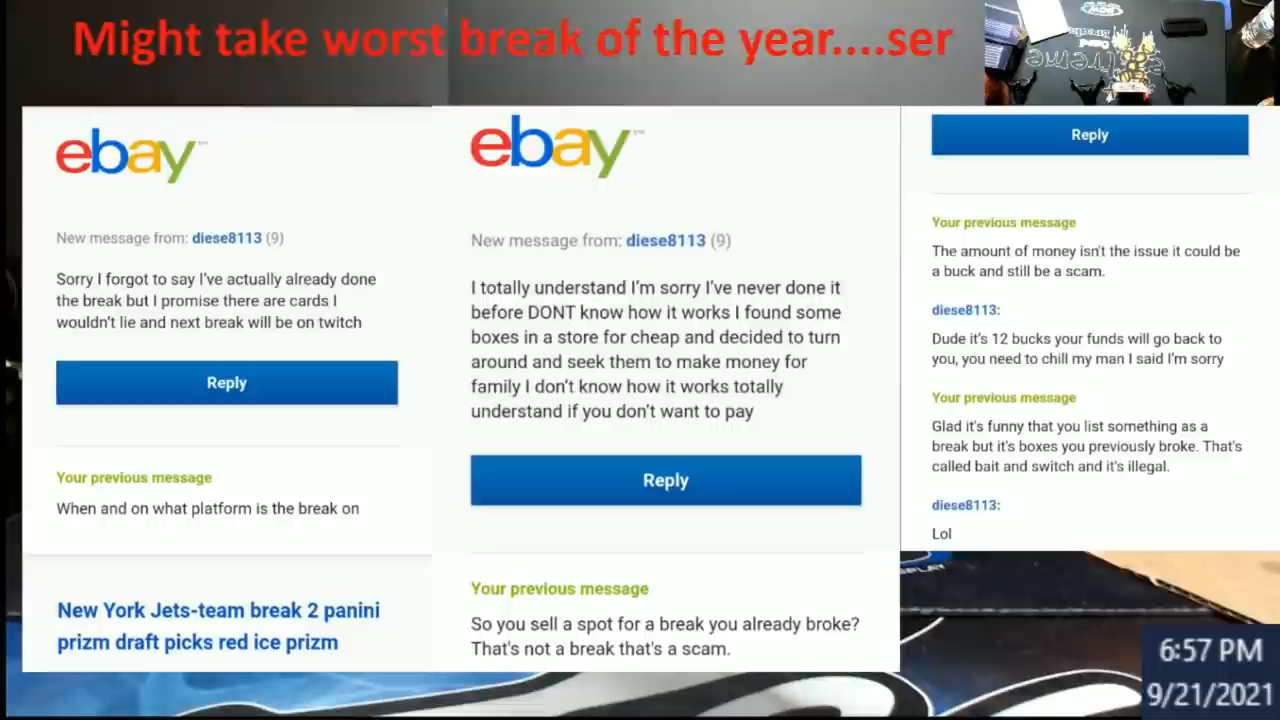 Might take worst break of the year....ser
ebay™
New message from: diese8113 (9)
Sorry I forgot to say I've actually already done
the break but I promise there are cards I
wouldn't lie and next break will be on twitch
Reply
Your previous message
When and on what platform is the break on
New York Jets-team break 2 panini
prizm draft picks red ice prizm
ebay™
New message from: diese8113 (9)
I totally understand I'm sorry I've never done it
before DONT know how it works I found some
boxes in a store for cheap and decided to turn
around and seek them to make money for
family I don't know how it works totally
understand if you don't want to pay
Reply
Your previous message
So you sell a spot for a break you already broke?
That's not a break that's a scam.
Reply
Your previous message
The amount of money isn't the issue it could be
a buck and still be a scam.
diese8113:
Dude it's 12 bucks your funds will go back to
you, you need to chill my man I said I'm sorry
Your previous message
Glad it's funny that you list something as a
break but it's boxes you previously broke. That's
called bait and switch and it's illegal.
diese8113:
Lol
6:57 PM
9/21/2021